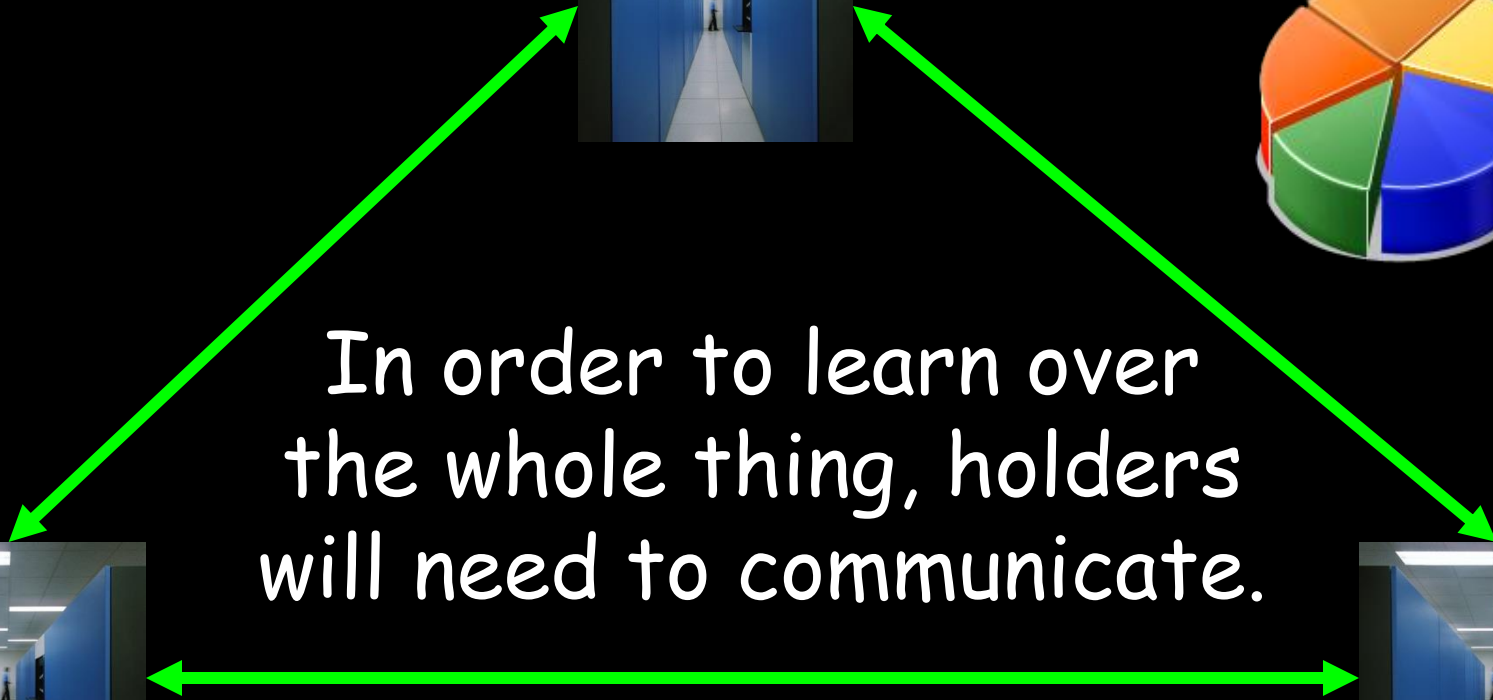 In order to learn over
the whole thing, holders
will need to communicate.